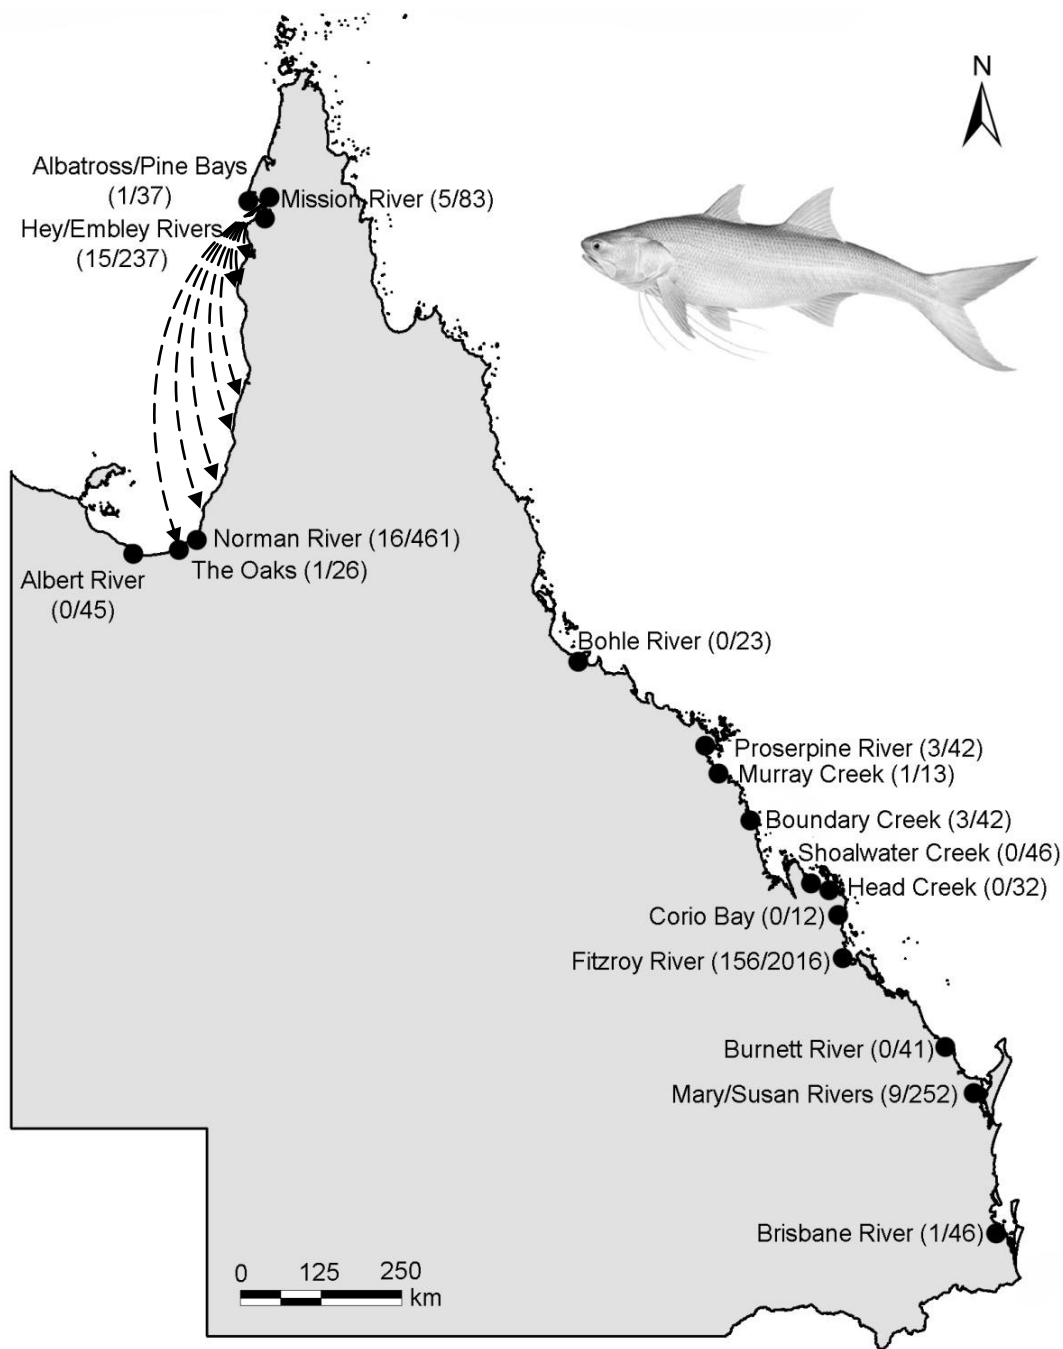 N
Albatross/Pine Bays
(1/37)
Mission River (5/83)
Hey/Embley Rivers
(15/237)
Norman River (16/461)
The Oaks (1/26)
Albert River
(0/45)
Bohle River (0/23)
Proserpine River (3/42)
Murray Creek (1/13)
Boundary Creek (3/42)
Shoalwater Creek (0/46)
Head Creek (0/32)
Corio Bay (0/12)
Fitzroy River (156/2016)
Burnett River (0/41)
Mary/Susan Rivers (9/252)
Brisbane River (1/46)
0 125 250
km